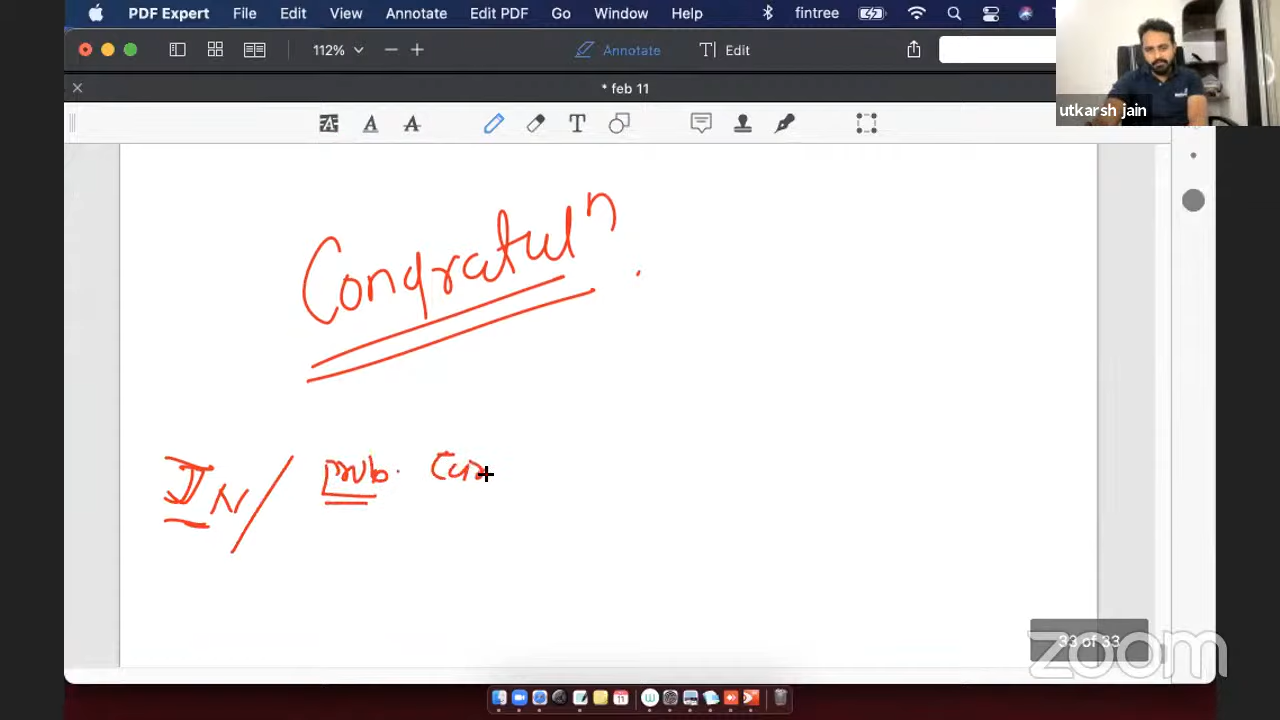 PDF Expert File Edit View Annotate Edit PDF Go Window Help fintree
112% Annotate T Edit
* feb 11
A A A T
utkarsh jain
Congratulⁿ.
33 of 33
zoom